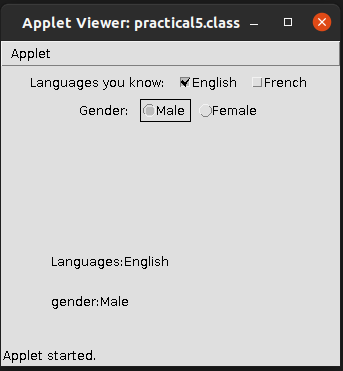 Applet Viewer: practical5.class
Applet
Languages you know: English French
Gender: Male Female
Languages:English
gender:Male
Applet started.